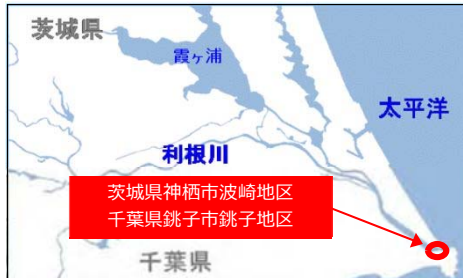 茨城県
霞ヶ浦
太平洋
利根川
茨城県神栖市波崎地区
千葉県銚子市銚子地区
千葉県